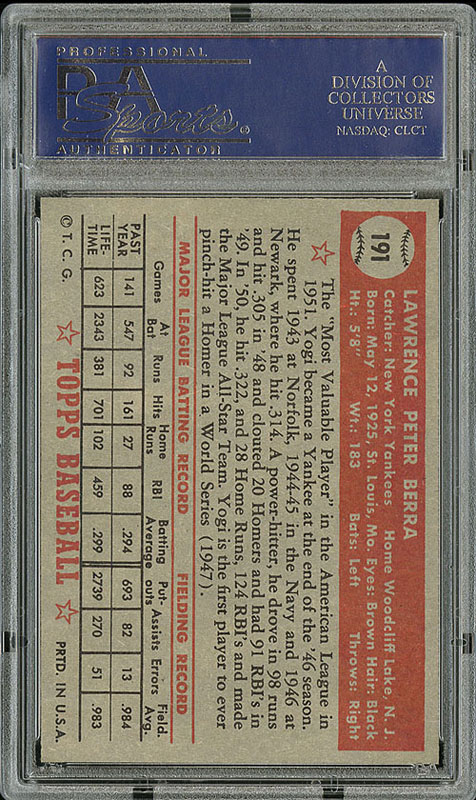 PROFESSIONAL
PSA
Sports
AUTHENTICATOR
A
DIVISION OF
COLLECTORS
UNIVERSE
NASDAQ: CLCT
191
LAWRENCE PETER BERRA
Catcher: New York Yankees Home Woodcliff Lake, N. J.
Born: May 12, 1925, St. Louis, Mo. Eyes: Brown Hair: Black
Ht.: 5'8" Wt.: 183 Bats: Left Throws: Right
The "Most Valuable Player" in the American League in
1951. Yogi became a Yankee at the end of the '46 season.
He spent 1943 at Norfolk, 1944-45 in the Navy and 1946 at
Newark, where he hit .314. A power-hitter, he drove in 98 runs
and hit .305 in '48 and clouted 20 Homers and had 91 RBI's in
'49. In '50, he hit .322, and 28 Home Runs, 124 RBI's and made
the Major League All-Star Team. Yogi is the first player to ever
pinch-hit a Homer in a World Series (1947).
MAJOR LEAGUE BATTING RECORD FIELDING RECORD
Games At Bat Runs Hits Home Runs RBI Batting Average Put outs Assists Errors Field. Avg.
PAST YEAR 141 547 92 161 27 88 .294 693 82 13 .984
LIFE-TIME 623 2343 381 701 102 459 .299 2739 270 51 .983
© T. C. G. TOPPS BASEBALL PRTD. IN U.S.A.